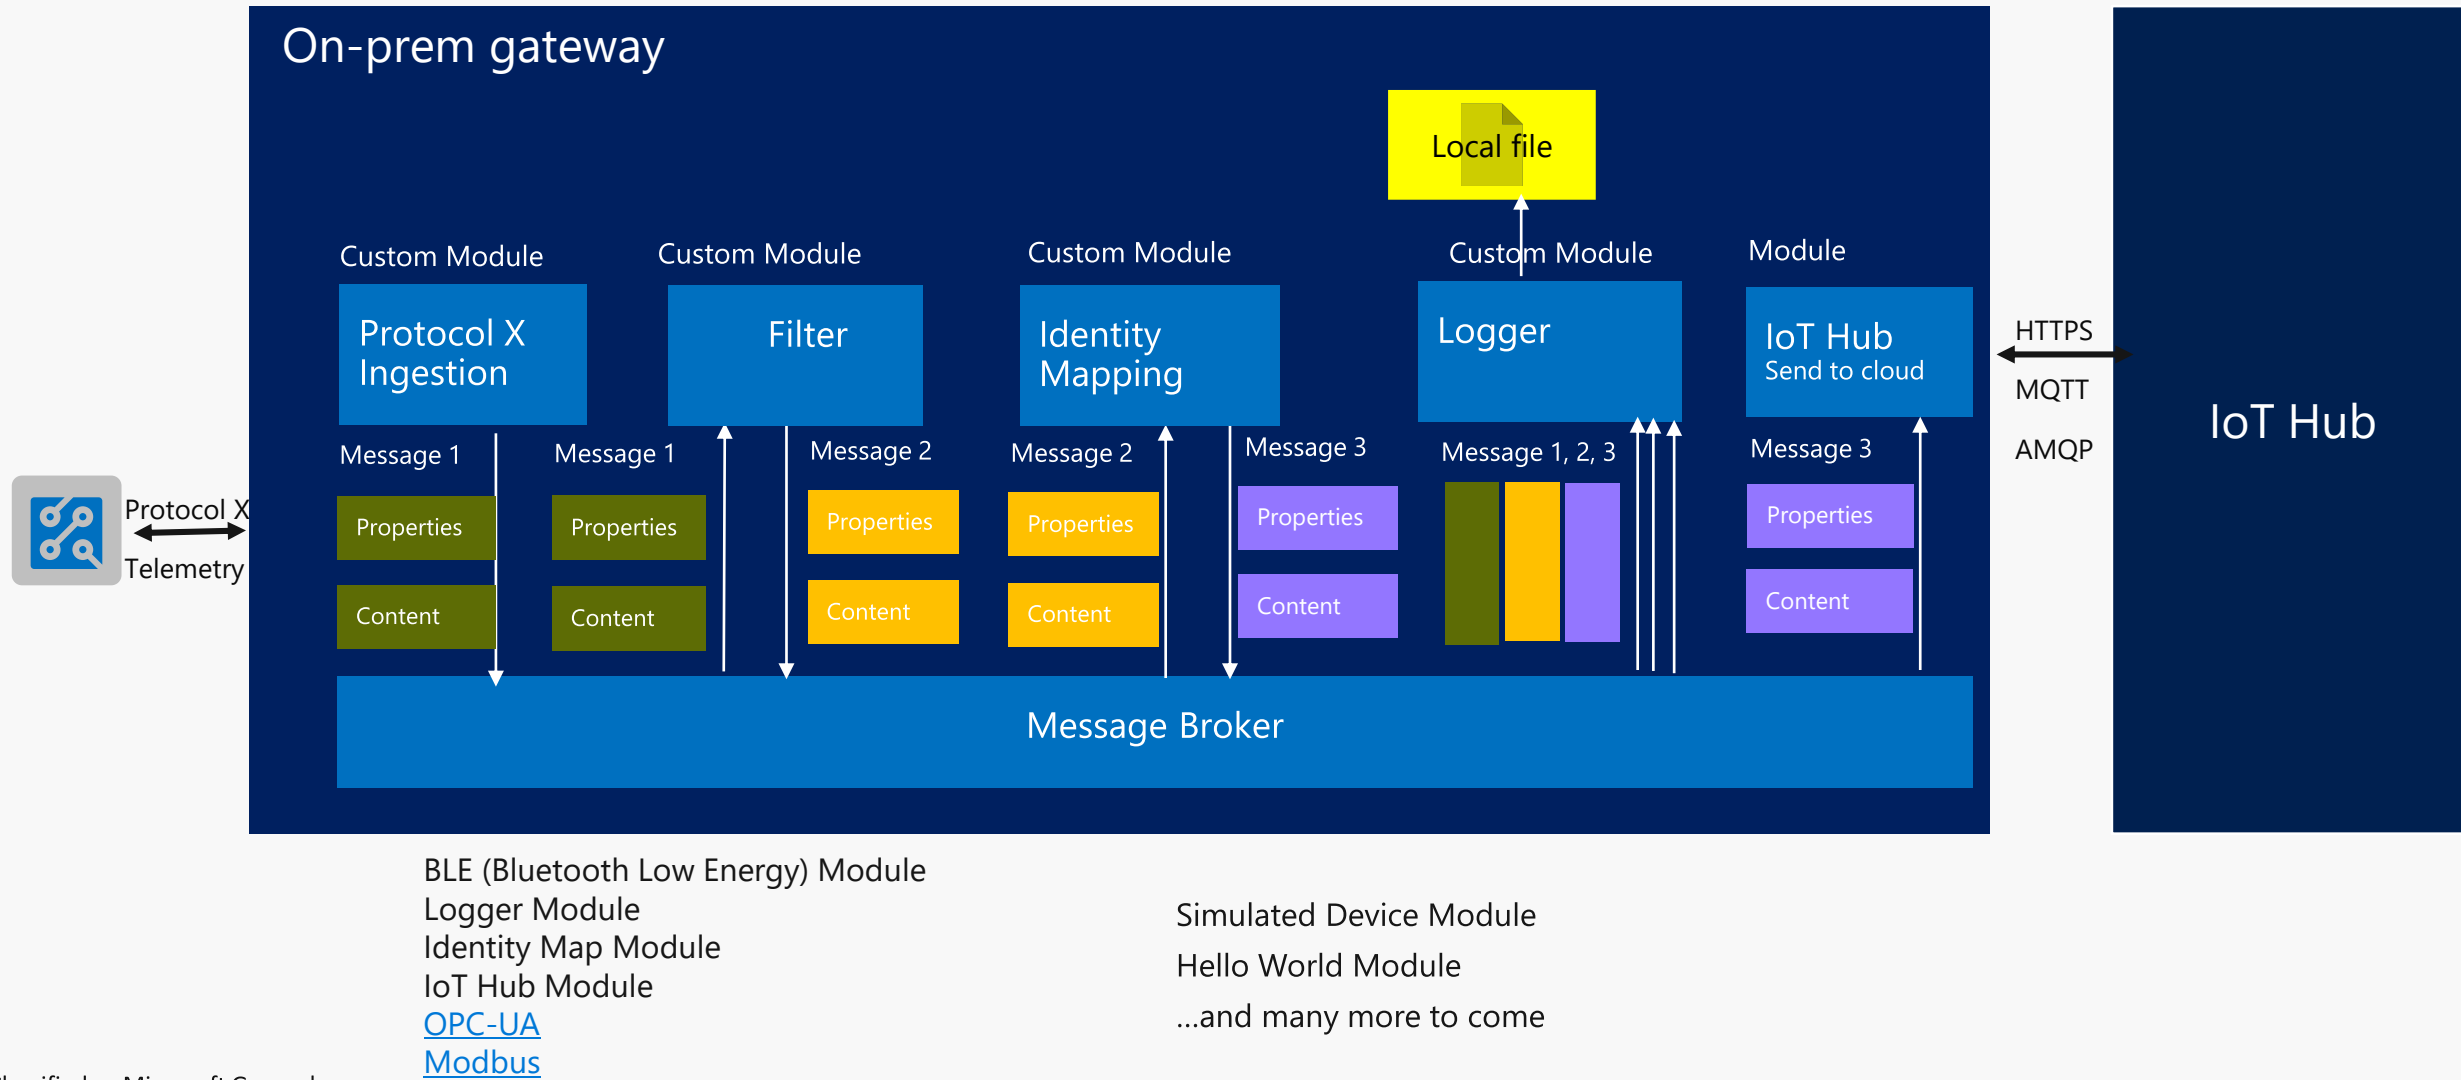 On-prem gateway
Local file
Custom Module
Custom Module
Custom Module
Custom Module
Module
Protocol X
Ingestion
Filter
Identity
Mapping
Logger
IoT Hub
Send to cloud
HTTPS
MQTT
AMQP
IoT Hub
Message 1
Message 1
Message 2
Message 2
Message 3
Message 1, 2, 3
Message 3
Protocol X
Telemetry
Properties
Properties
Properties
Properties
Properties
Properties
Content
Content
Content
Content
Content
Content
Message Broker
BLE (Bluetooth Low Energy) Module
Logger Module
Identity Map Module
IoT Hub Module
OPC-UA
Modbus
Simulated Device Module
Hello World Module
...and many more to come